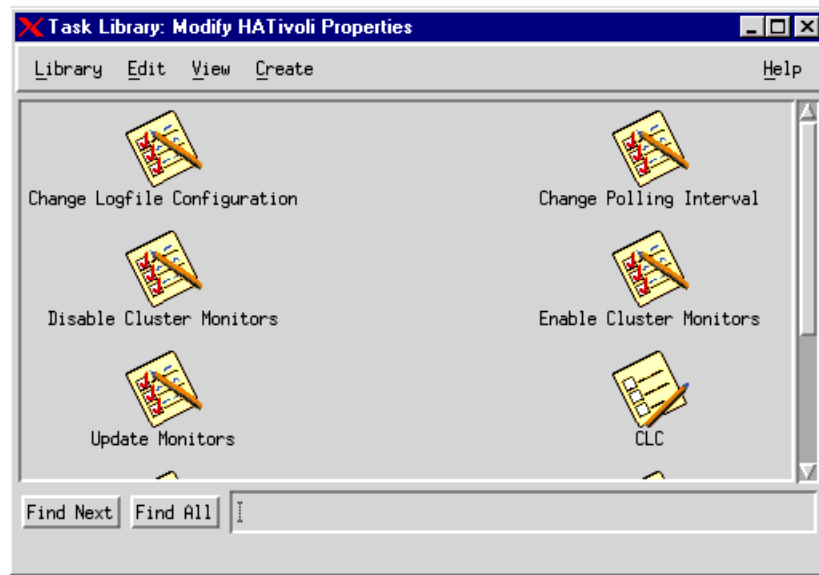 Task Library: Modify HATivoli Properties
Library Edit View Create Help
Change Logfile Configuration Change Polling Interval
Disable Cluster Monitors Enable Cluster Monitors
Update Monitors CLC
Find Next Find All